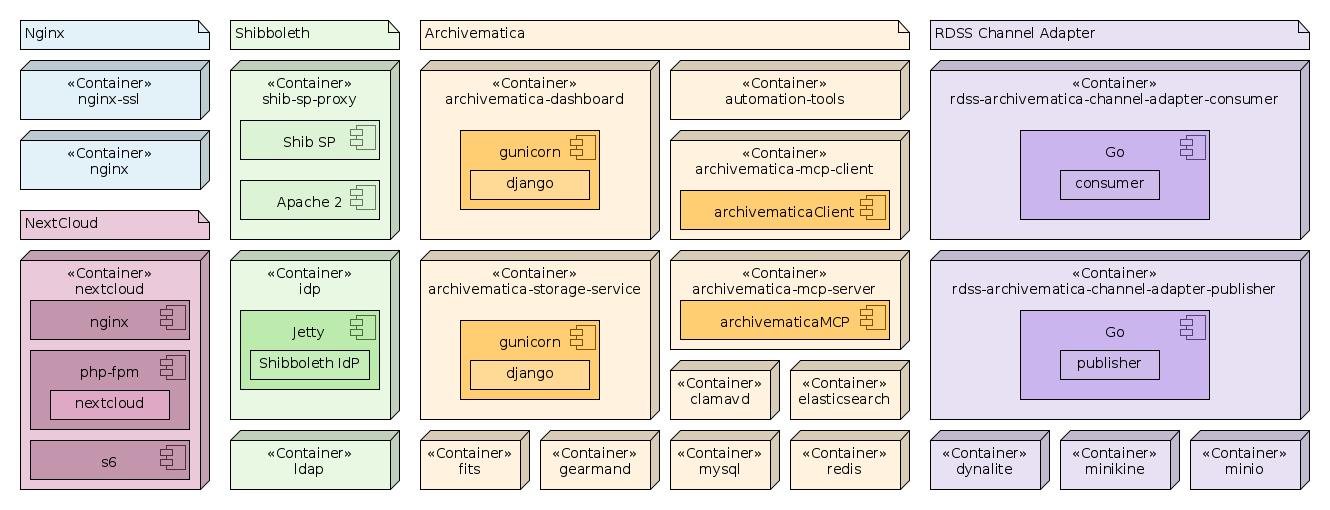 Nginx
«Container»
nginx-ssl
«Container»
nginx
NextCloud
«Container»
nextcloud
nginx
php-fpm
nextcloud
s6
Shibboleth
«Container»
shib-sp-proxy
Shib SP
Apache 2
«Container»
idp
Jetty
Shibboleth IdP
«Container»
ldap
Archivematica
«Container»
archivematica-dashboard
gunicorn
django
«Container»
automation-tools
«Container»
archivematica-mcp-client
archivematicaClient
«Container»
archivematica-storage-service
gunicorn
django
«Container»
archivematica-mcp-server
archivematicaMCP
«Container»
clamavd
«Container»
elasticsearch
«Container»
fits
«Container»
gearmand
«Container»
mysql
«Container»
redis
RDSS Channel Adapter
«Container»
rdss-archivematica-channel-adapter-consumer
Go
consumer
«Container»
rdss-archivematica-channel-adapter-publisher
Go
publisher
«Container»
dynalite
«Container»
minikine
«Container»
minio